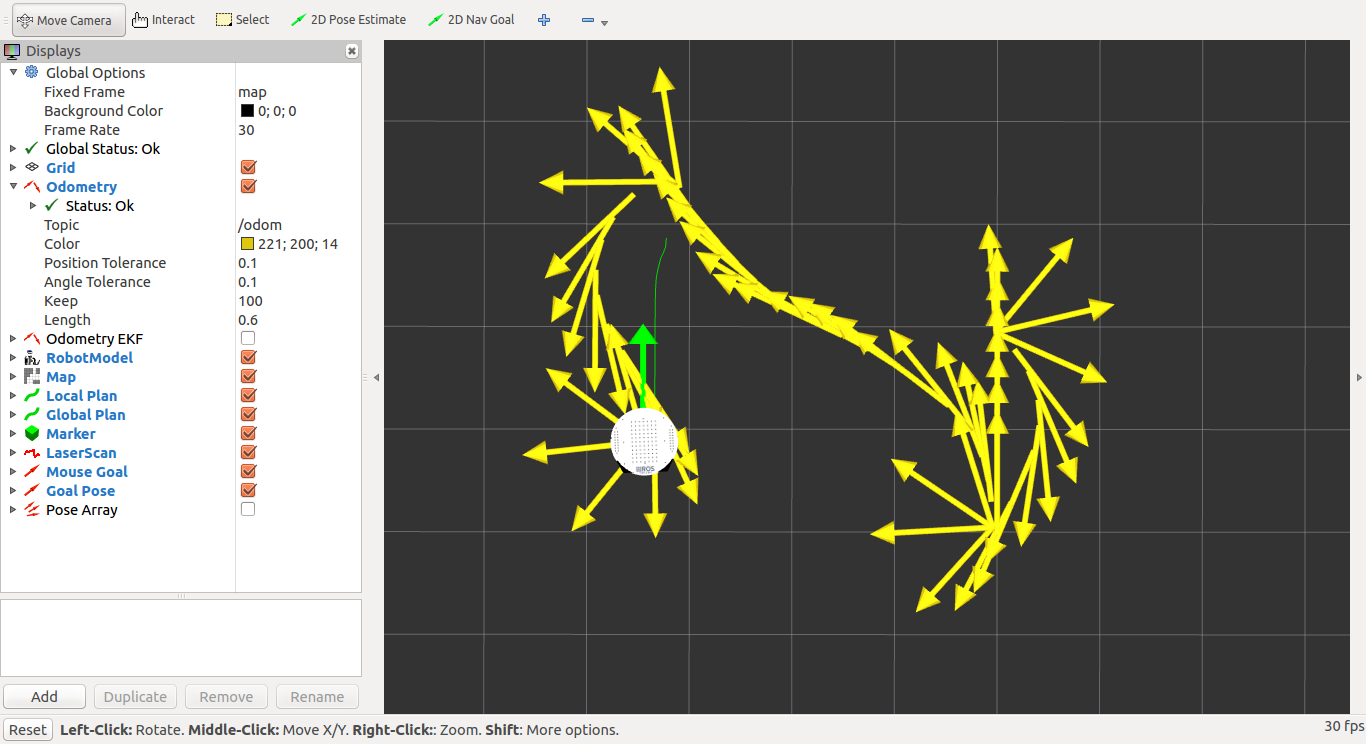 Move Camera Interact Select 2D Pose Estimate 2D Nav Goal
Displays
Global Options
Fixed Frame map
Background Color 0; 0; 0
Frame Rate 30
Global Status: Ok
Grid
Odometry
Status: Ok
Topic /odom
Color 221; 200; 14
Position Tolerance 0.1
Angle Tolerance 0.1
Keep 100
Length 0.6
Odometry EKF
RobotModel
Map
Local Plan
Global Plan
Marker
LaserScan
Mouse Goal
Goal Pose
Pose Array
ROS
Add Duplicate Remove Rename
Reset Left-Click: Rotate. Middle-Click: Move X/Y. Right-Click:: Zoom. Shift: More options. 30 fps